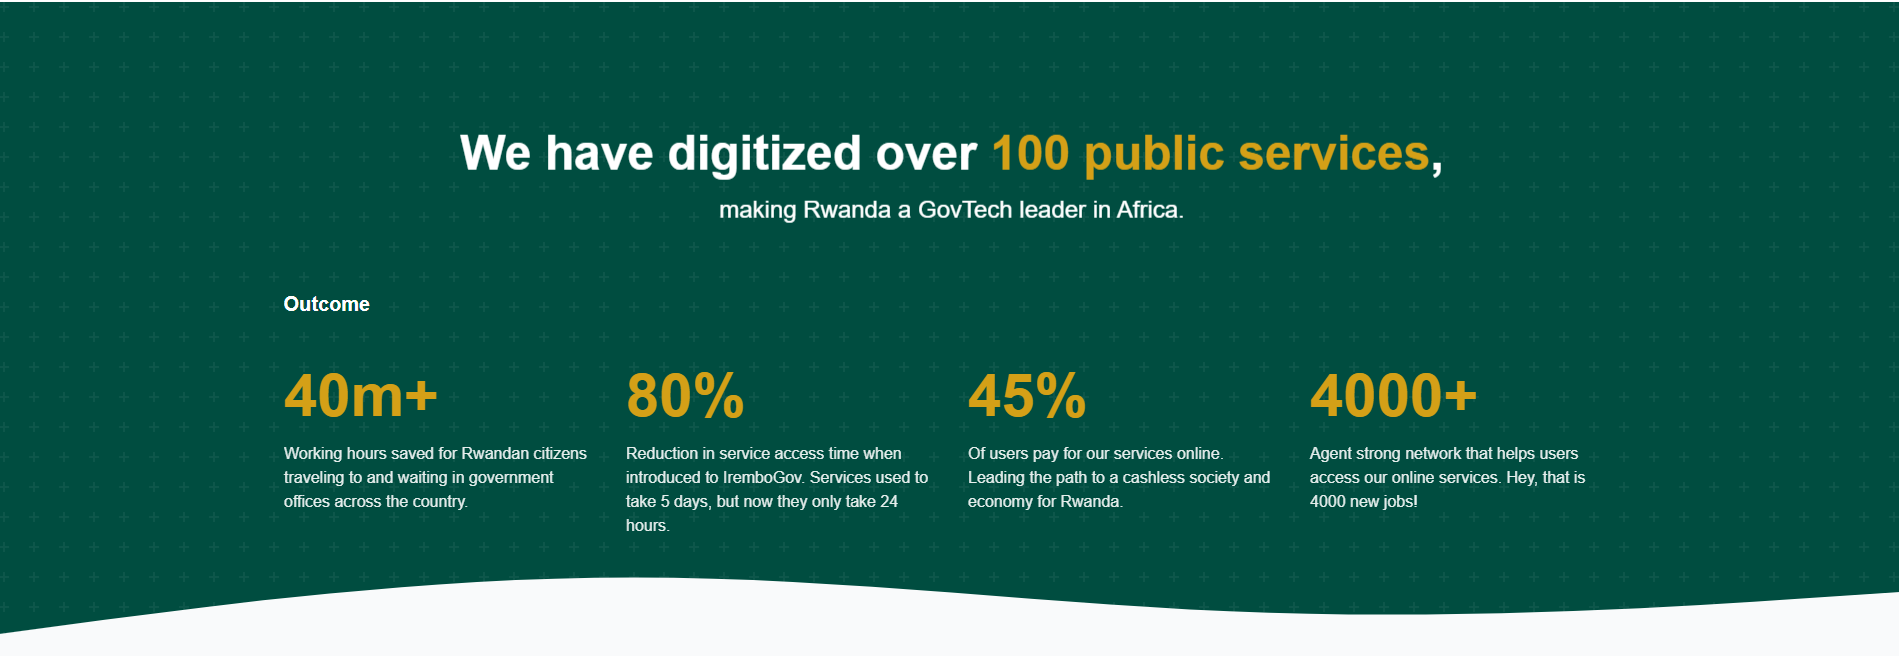 We have digitized over 100 public services,
making Rwanda a GovTech leader in Africa.
Outcome
40m+
Working hours saved for Rwandan citizens
traveling to and waiting in government
offices across the country.
80%
Reduction in service access time when
introduced to IremboGov. Services used to
take 5 days, but now they only take 24
hours.
45%
Of users pay for our services online.
Leading the path to a cashless society and
economy for Rwanda.
4000+
Agent strong network that helps users
access our online services. Hey, that is
4000 new jobs!